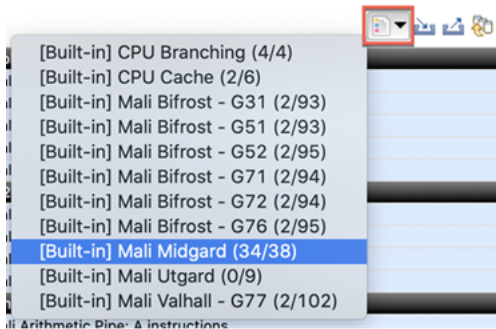 [Built-in] CPU Branching (4/4)
[Built-in] CPU Cache (2/6)
[Built-in] Mali Bifrost - G31 (2/93)
[Built-in] Mali Bifrost - G51 (2/93)
[Built-in] Mali Bifrost - G52 (2/95)
[Built-in] Mali Bifrost - G71 (2/94)
[Built-in] Mali Bifrost - G72 (2/94)
[Built-in] Mali Bifrost - G76 (2/95)
[Built-in] Mali Midgard (34/38)
[Built-in] Mali Utgard (0/9)
[Built-in] Mali Valhall - G77 (2/102)
Arithmetic Pipe: A instructions